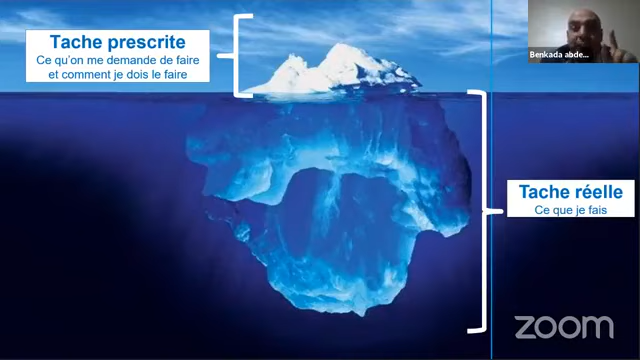 Tache prescrite
Ce qu'on me demande de faire
et comment je dois le faire
Benkada abde...
Tache réelle
Ce que je fais
zoom